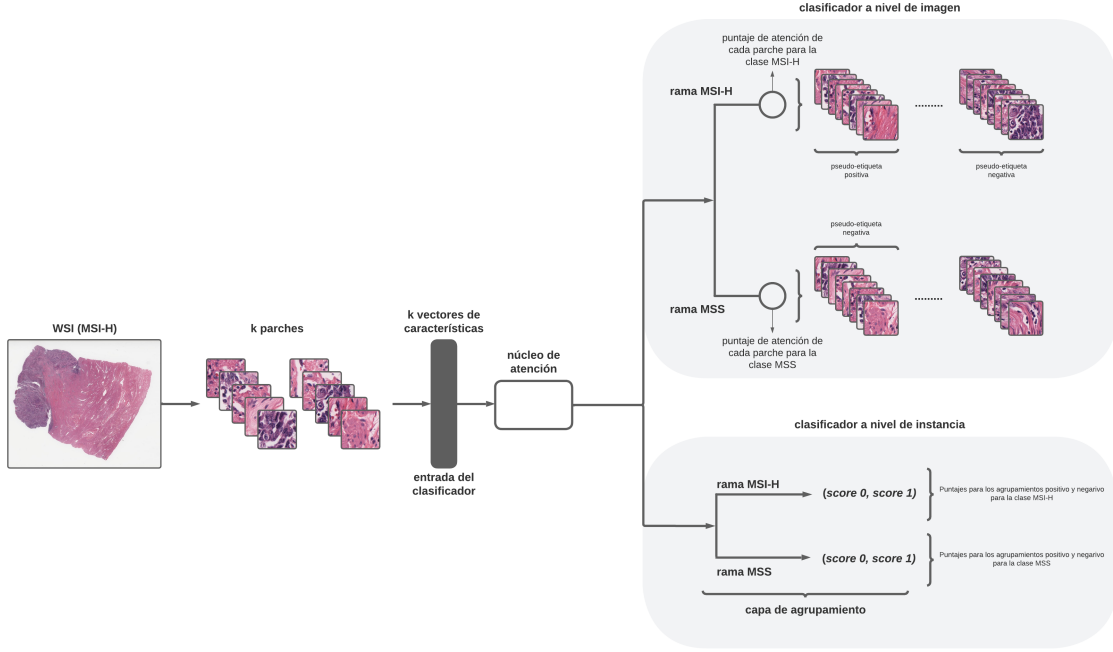 clasificador a nivel de imagen
puntaje de atención de
cada parche para la
clase MSI-H
rama MSI-H
.........
pseudo-etiqueta
positiva
pseudo-etiqueta
negativa
pseudo-etiqueta
negativa
.........
rama MSS
puntaje de atención de
cada parche para la
clase MSS
WSI (MSI-H)
k parches
k vectores de
características
núcleo de
atención
entrada del
clasificador
clasificador a nivel de instancia
rama MSI-H
(score 0, score 1)
Puntajes para los agrupamientos positivo y negarivo
para la clase MSI-H
rama MSS
(score 0, score 1)
Puntajes para los agrupamientos positivo y negarivo
para la clase MSS
capa de agrupamiento